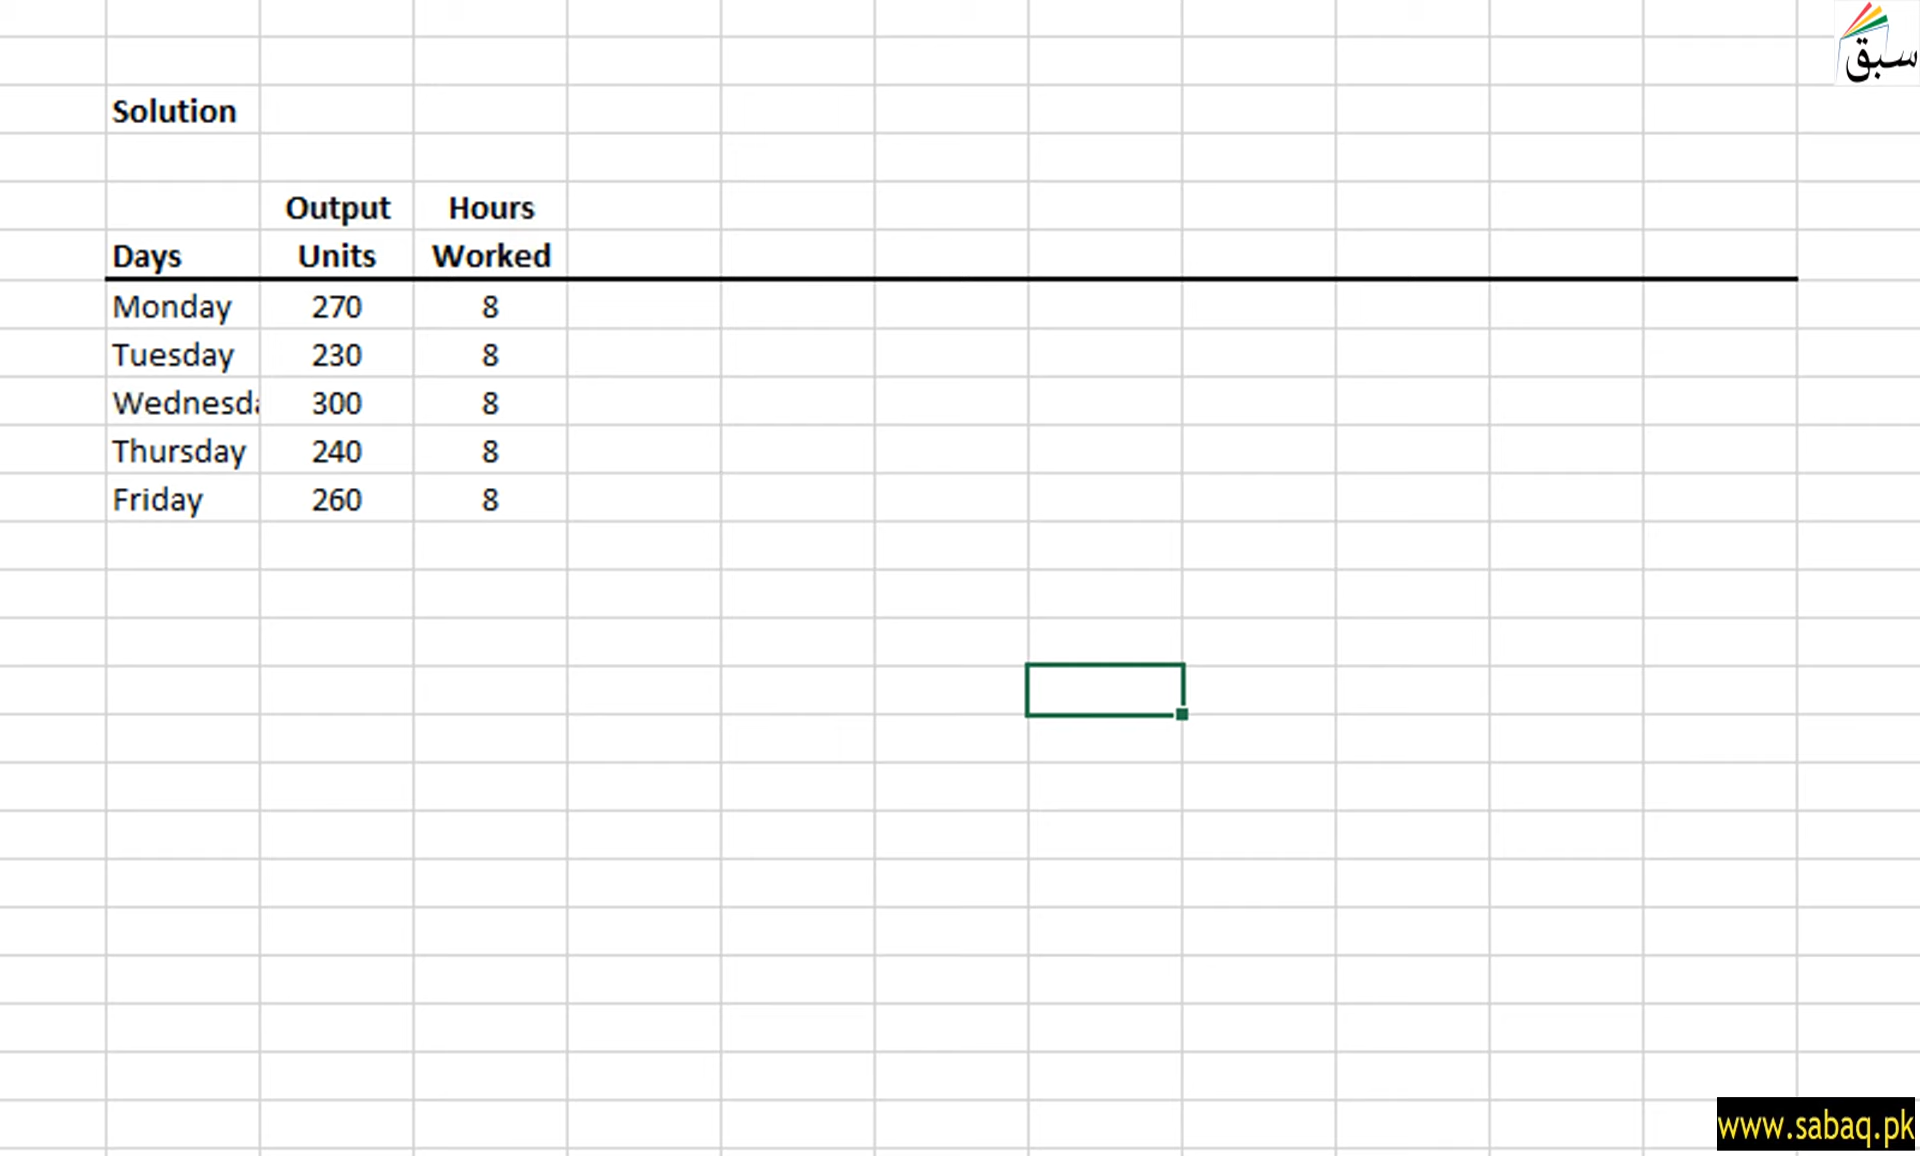 سبق
Solution
Output Hours
Days Units Worked
Monday 270 8
Tuesday 230 8
Wednesda 300 8
Thursday 240 8
Friday 260 8
www.sabaq.pk